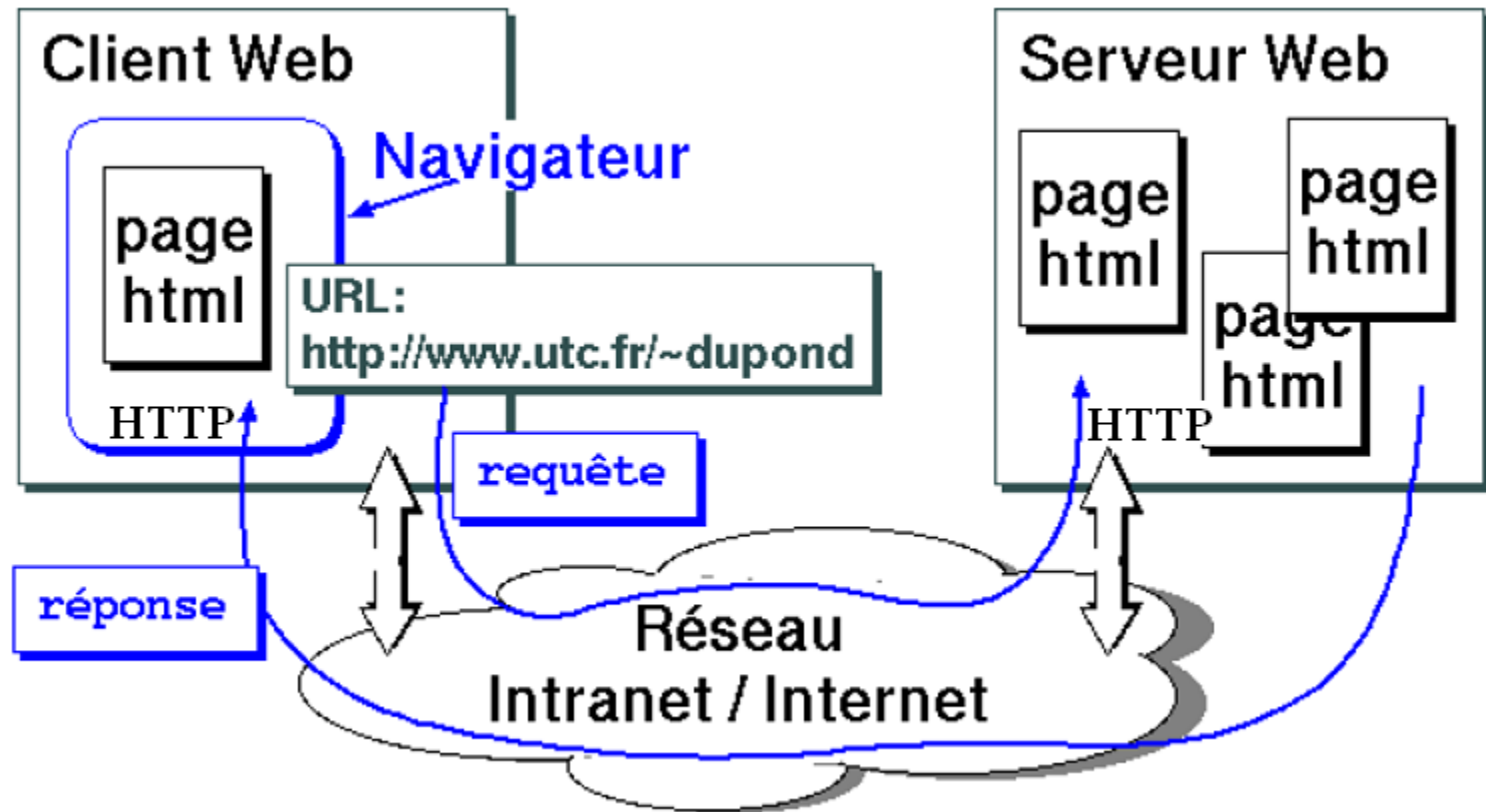 Client Web
Navigateur
page
html
URL:
http://www.utc.fr/~dupond
HTTP
requête
réponse
Réseau
Intranet / Internet
Serveur Web
page
html
page
html
page
html
HTTP